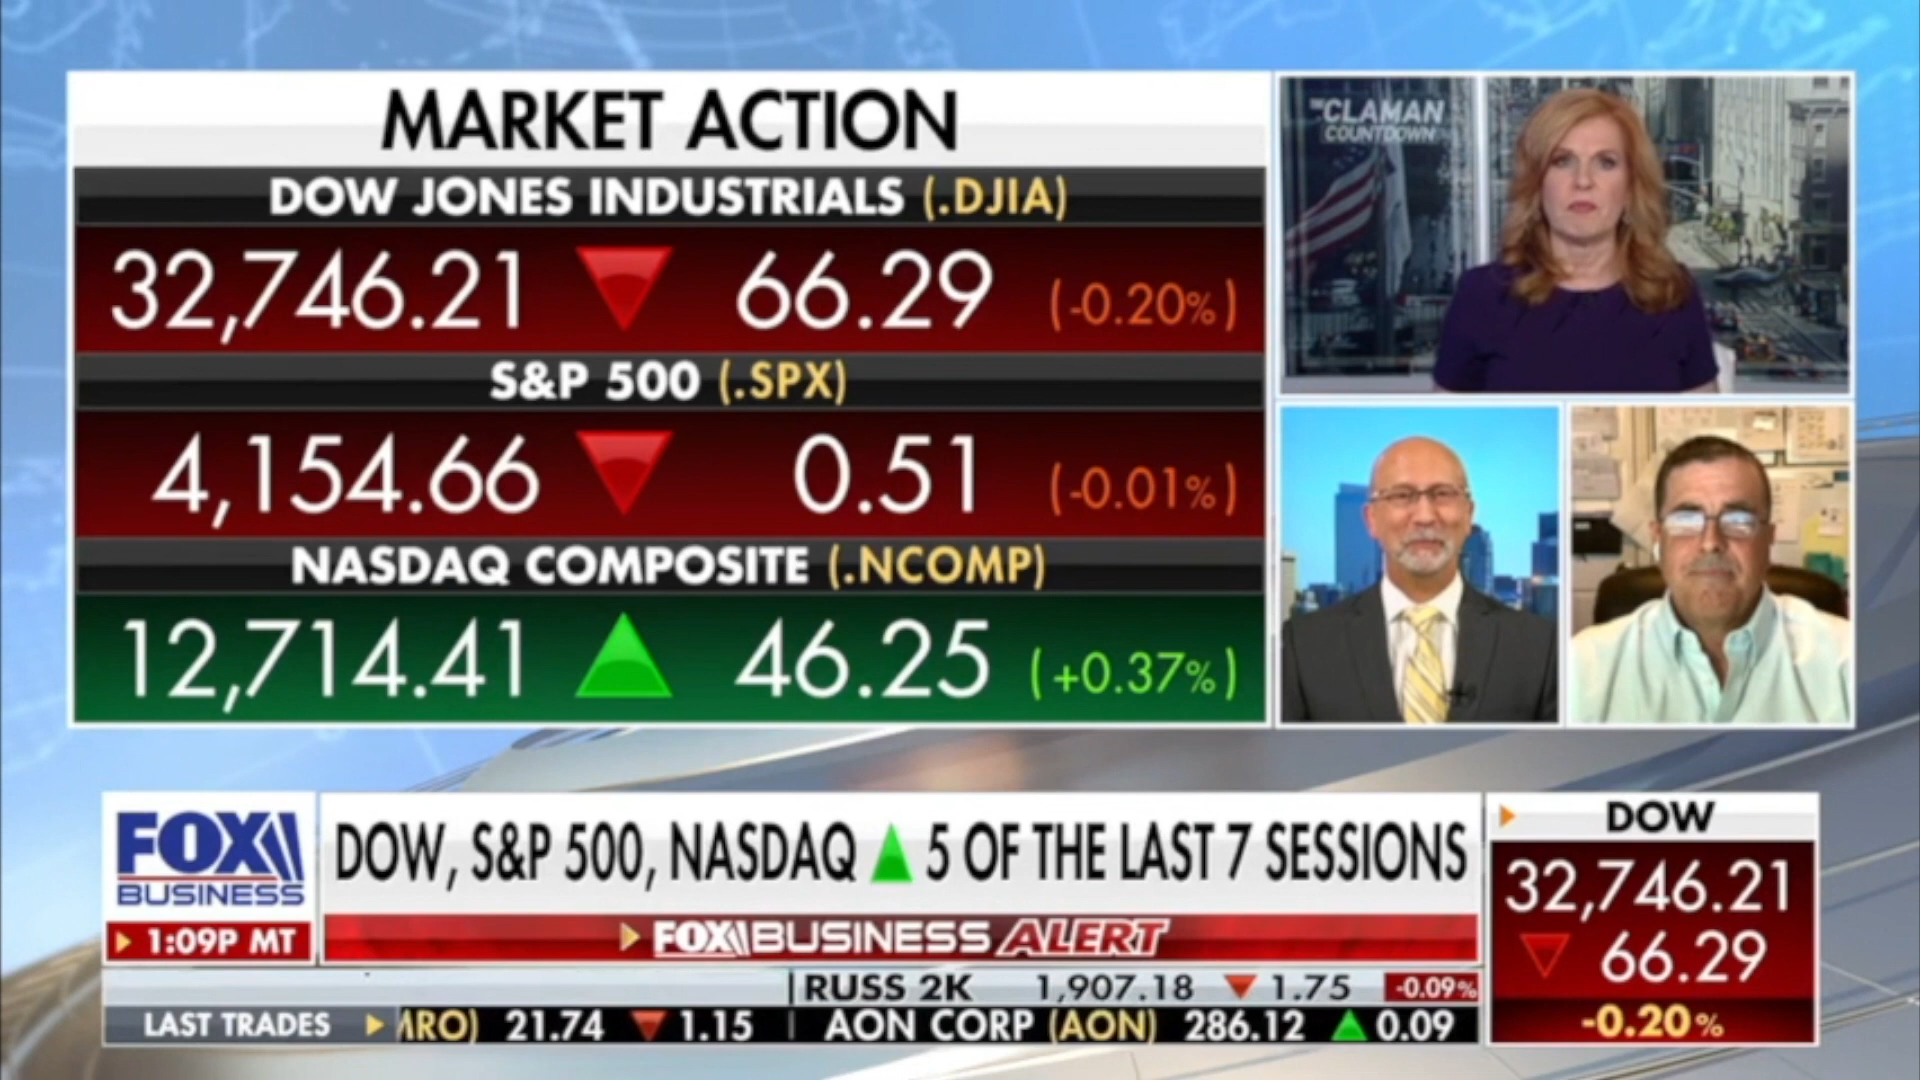 MARKET ACTION
DOW JONES INDUSTRIALS (.DJIA)
32,746.21 ▼ 66.29 (-0.20%)
S&P 500 (.SPX)
4,154.66 ▼ 0.51 (-0.01%)
NASDAQ COMPOSITE (.NCOMP)
12,714.41 ▲ 46.25 (+0.37%)
THE CLAMAN
COUNTDOWN
FOX
BUSINESS
1:09P MT
DOW, S&P 500, NASDAQ ▲ 5 OF THE LAST 7 SESSIONS
FOX BUSINESS ALERT
DOW
32,746.21
▼ 66.29
-0.20%
RUSS 2K 1,907.18 ▼ 1.75 -0.09%
LAST TRADES MRO) 21.74 ▼ 1.15 | AON CORP (AON) 286.12 ▲ 0.09